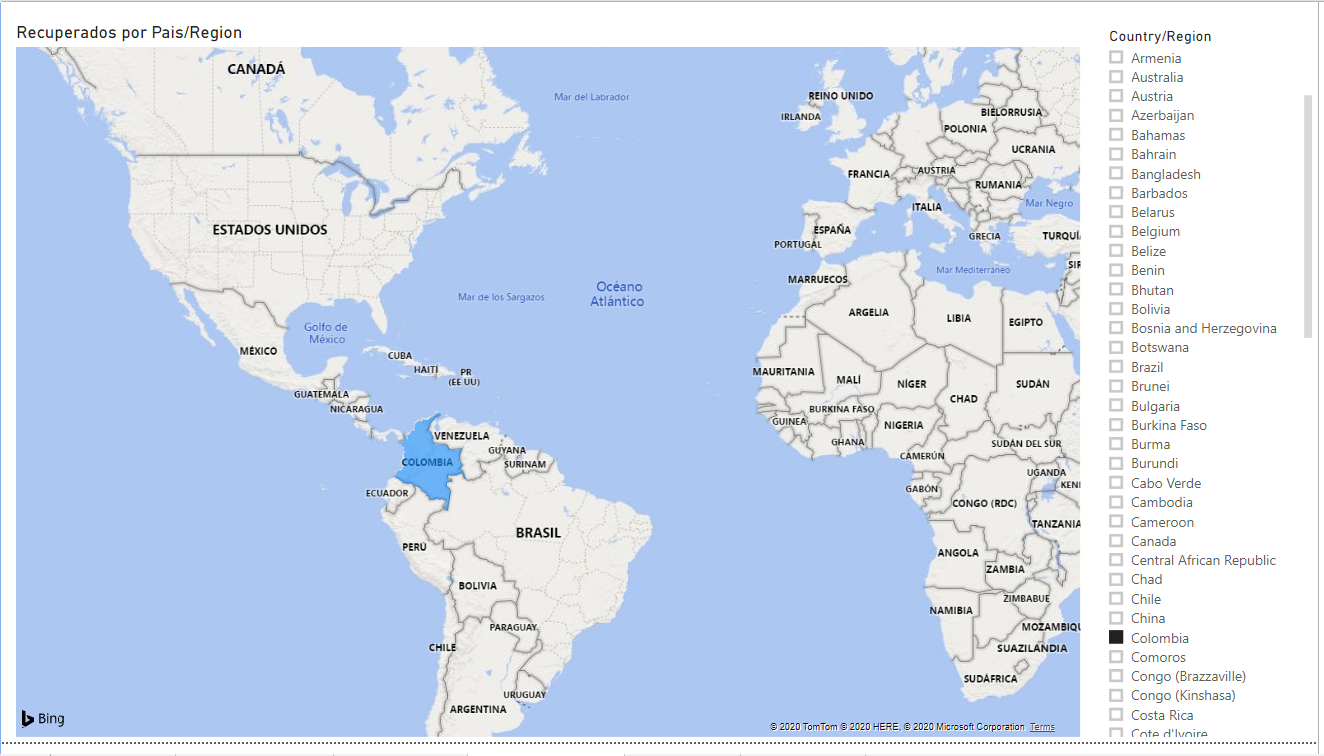 Recuperados por Pais/Region
CANADÁ
Mar del Labrador
REINO UNIDO
IRLANDA
BIELORRUSIA
POLONIA
UCRANIA
FRANCIA
AUSTRIA
RUMANIA
Mar Negro
ITALIA
ESTADOS UNIDOS
ESPAÑA
PORTUGAL
GRECIA
TURQUÍ
SIR
Mar Mediterráneo
MARRUECOS
Océano
Atlántico
Mar de los Sargazos
ARGELIA
LIBIA
EGIPTO
Golfo de
México
MÉXICO
CUBA
HAITÍ
PR
(EE UU)
MAURITANIA
MALÍ
NÍGER
SUDÁN
CHAD
GUATEMALA
NICARAGUA
BURKINA FASO
GUINEA
NIGERIA
GHANA
SUDÁN DEL SUR
VENEZUELA
GUYANA
SURINAM
COLOMBIA
CAMERÚN
UGANDA
KENI
ECUADOR
GABÓN
CONGO (RDC)
TANZANIA
BRASIL
PERÚ
ANGOLA
ZAMBIA
BOLIVIA
ZIMBABUE
NAMIBIA
MOZAMBIQU
PARAGUAY
CHILE
SUAZILANDIA
SUDÁFRICA
URUGUAY
ARGENTINA
Bing
© 2020 TomTom © 2020 HERE, © 2020 Microsoft Corporation Terms
Country/Region
Armenia
Australia
Austria
Azerbaijan
Bahamas
Bahrain
Bangladesh
Barbados
Belarus
Belgium
Belize
Benin
Bhutan
Bolivia
Bosnia and Herzegovina
Botswana
Brazil
Brunei
Bulgaria
Burkina Faso
Burma
Burundi
Cabo Verde
Cambodia
Cameroon
Canada
Central African Republic
Chad
Chile
China
Colombia
Comoros
Congo (Brazzaville)
Congo (Kinshasa)
Costa Rica
Cote d'Ivoire